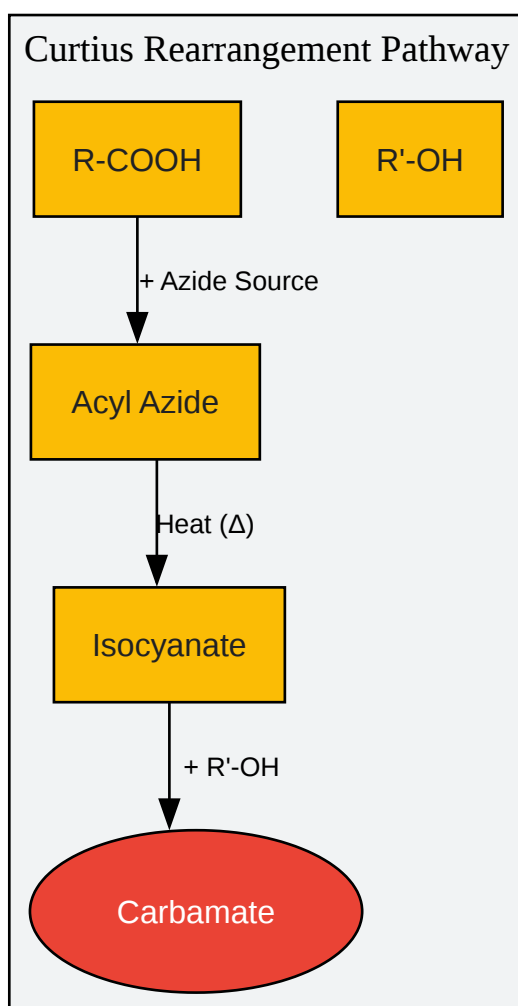 Curtius Rearrangement Pathway
R-COOH
R'-OH
+ Azide Source
Acyl Azide
Heat (Δ)
Isocyanate
+ R'-OH
Carbamate